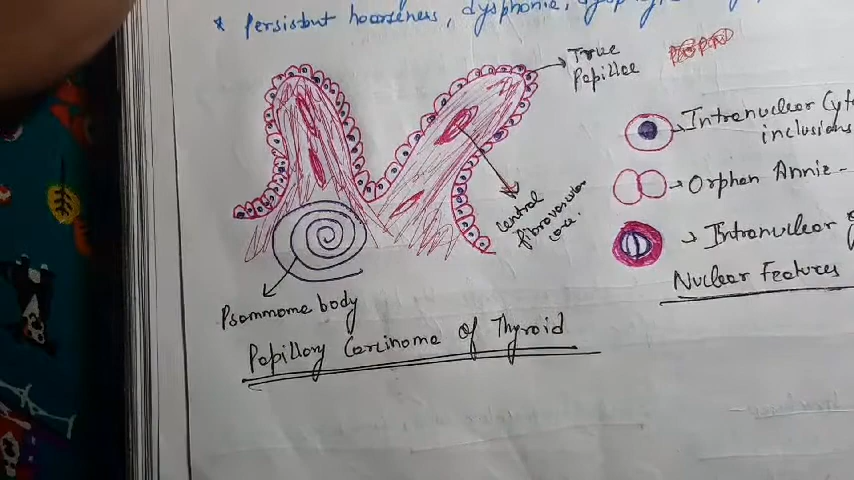 * Persistent hoarseness, dysphonia,
True
Papillae
Intranuclear Cyt
inclusions
Orphan Annie -
Intranuclear
Nuclear Features
central
fibrovascular
core.
Psammoma body
Papillary Carcinoma of Thyroid